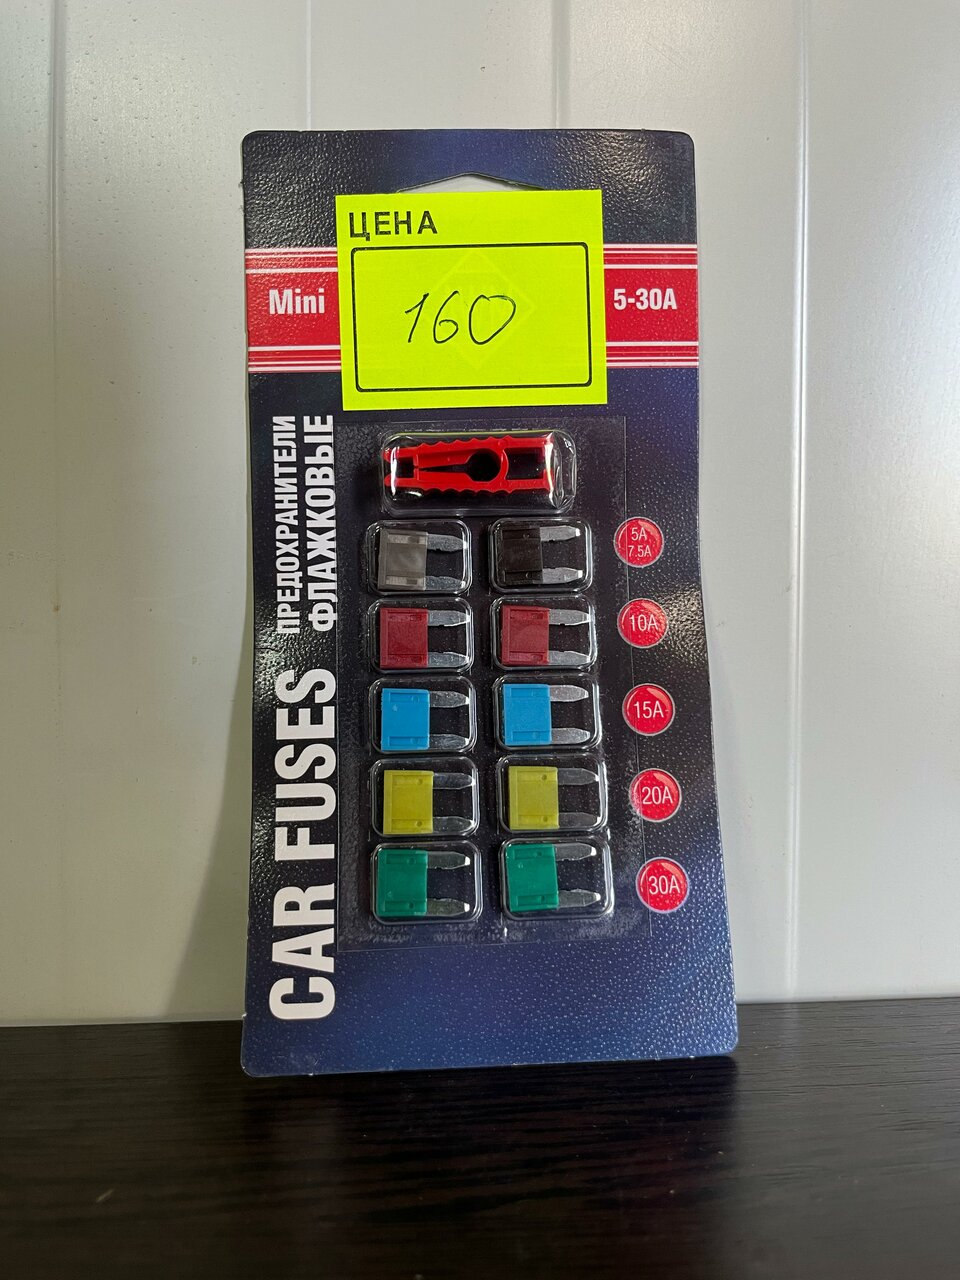 ЦЕНА
160
Mini
5-30A
ПРЕДОХРАНИТЕЛИ
ФЛАЖКОВЫЕ
CAR FUSES
5A
7.5A
10A
15A
20A
30A